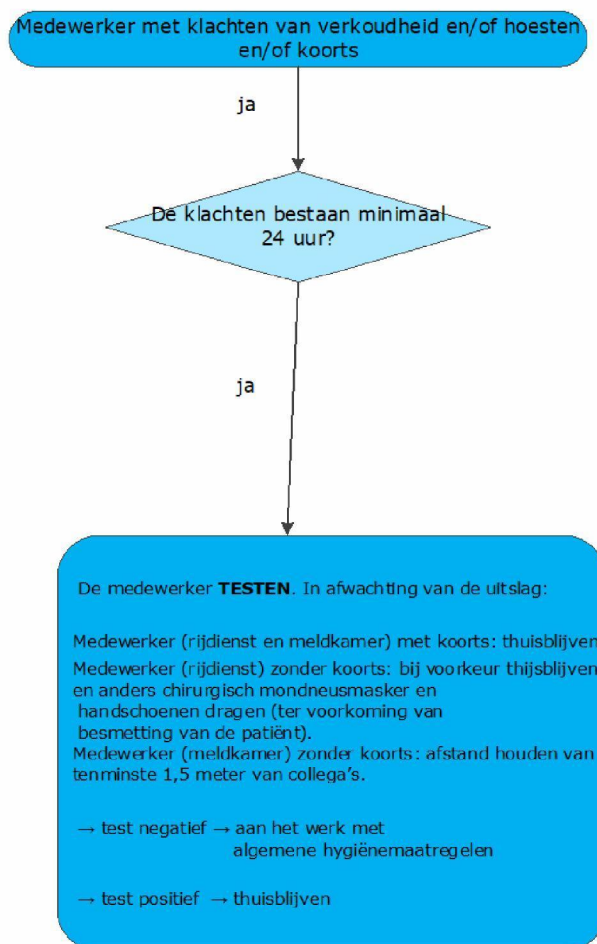 Medewerker met klachten van verkoudheid en/of hoesten
en/of koorts
ja
De klachten bestaan minimaal
24 uur?
ja
De medewerker TESTEN. In afwachting van de uitslag:
Medewerker (rijdienst en meldkamer) met koorts: thuisblijven
Medewerker (rijdienst) zonder koorts: bij voorkeur thijsblijven
en anders chirurgisch mondneusmasker en
handschoenen dragen (ter voorkoming van
besmetting van de patiënt).
Medewerker (meldkamer) zonder koorts: afstand houden van
tenminste 1,5 meter van collega's.
→ test negatief → aan het werk met
algemene hygiënemaatregelen
→ test positief → thuisblijven